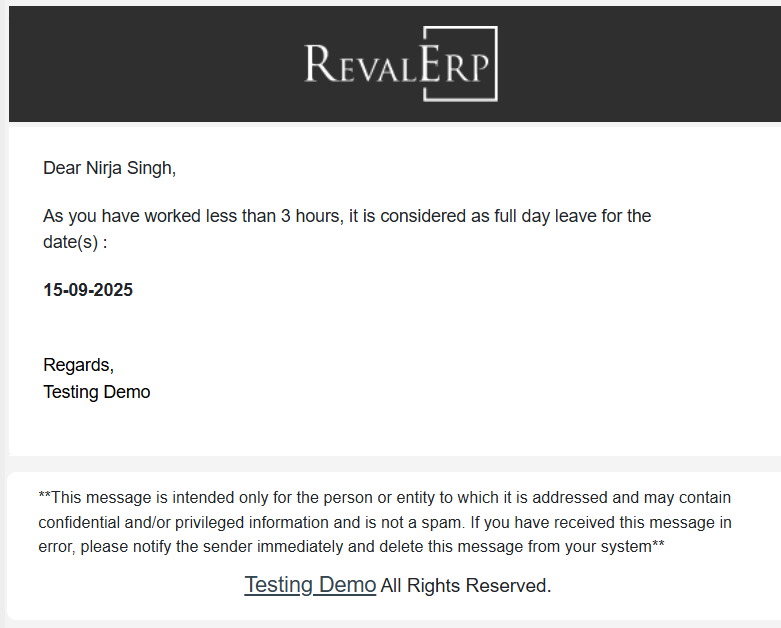 REVALERP
Dear Nirja Singh,
As you have worked less than 3 hours, it is considered as full day leave for the
date(s) :
15-09-2025
Regards,
Testing Demo
**This message is intended only for the person or entity to which it is addressed and may contain
confidential and/or privileged information and is not a spam. If you have received this message in
error, please notify the sender immediately and delete this message from your system**
Testing Demo All Rights Reserved.